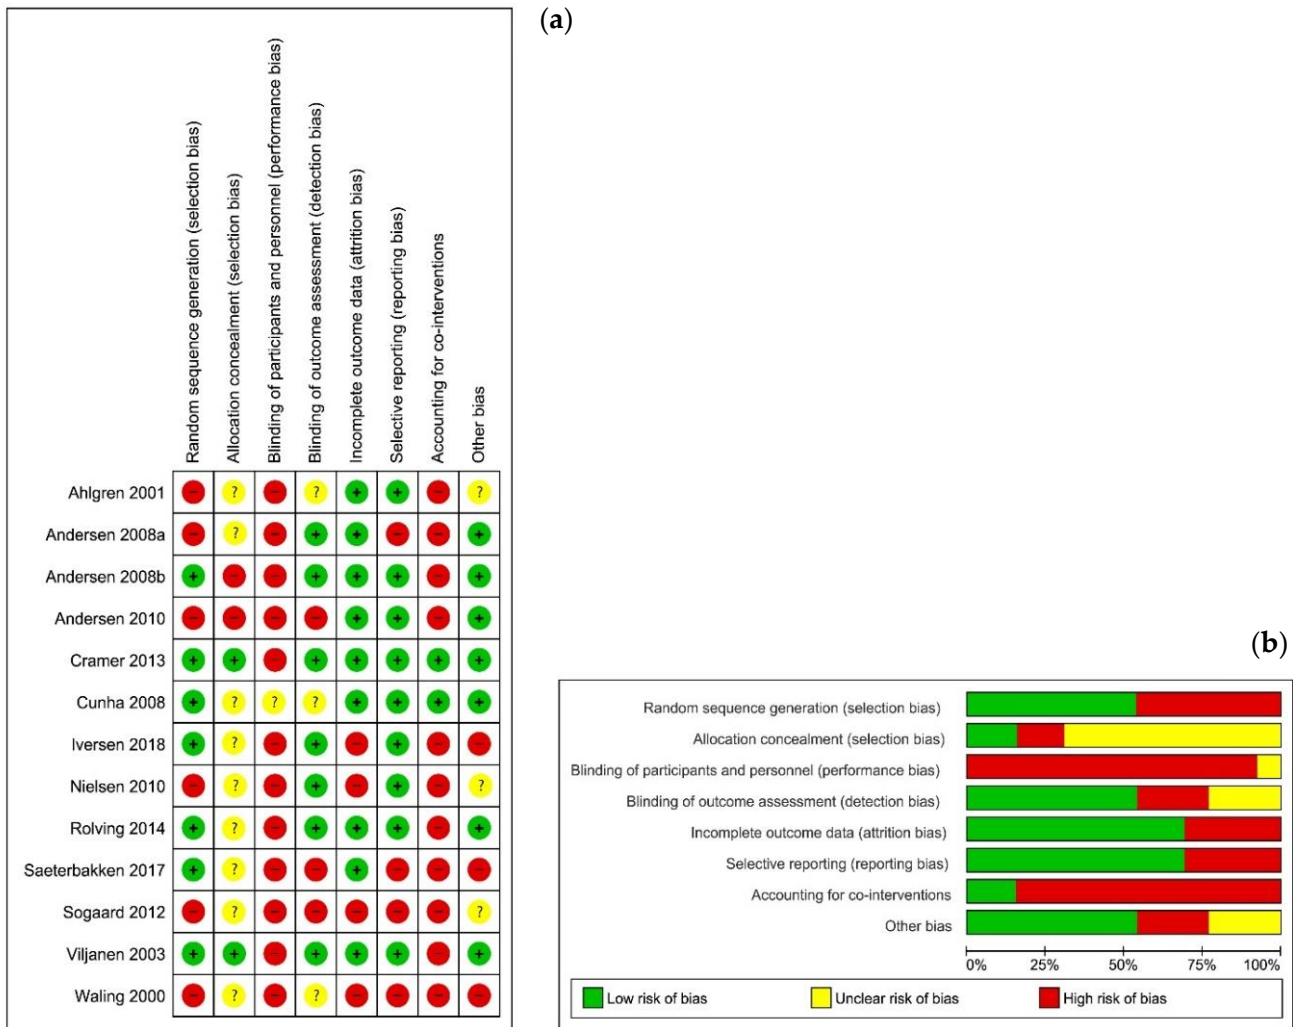 (a)
Random sequence generation (selection bias)
Allocation concealment (selection bias)
Blinding of participants and personnel (performance bias)
Blinding of outcome assessment (detection bias)
Incomplete outcome data (attrition bias)
Selective reporting (reporting bias)
Accounting for co-interventions
Other bias
Ahlgren 2001 - ? - ? + + - ?
Andersen 2008a - ? - + + - - +
Andersen 2008b + - - + + + - +
Andersen 2010 - - - - + + - +
Cramer 2013 + + - + + + + +
Cunha 2008 + ? ? ? + + + +
Iversen 2018 + ? - - - + - -
Nielsen 2010 - ? - + - + - ?
Rolving 2014 + ? - + + + - +
Saeterbakken 2017 + ? - - + - - -
Sogaard 2012 - ? - - - - - ?
Viljanen 2003 + + - + + + - +
Waling 2000 - ? - ? - - - -
(b)
Random sequence generation (selection bias)
Allocation concealment (selection bias)
Blinding of participants and personnel (performance bias)
Blinding of outcome assessment (detection bias)
Incomplete outcome data (attrition bias)
Selective reporting (reporting bias)
Accounting for co-interventions
Other bias
0% 25% 50% 75% 100%
Low risk of bias Unclear risk of bias High risk of bias